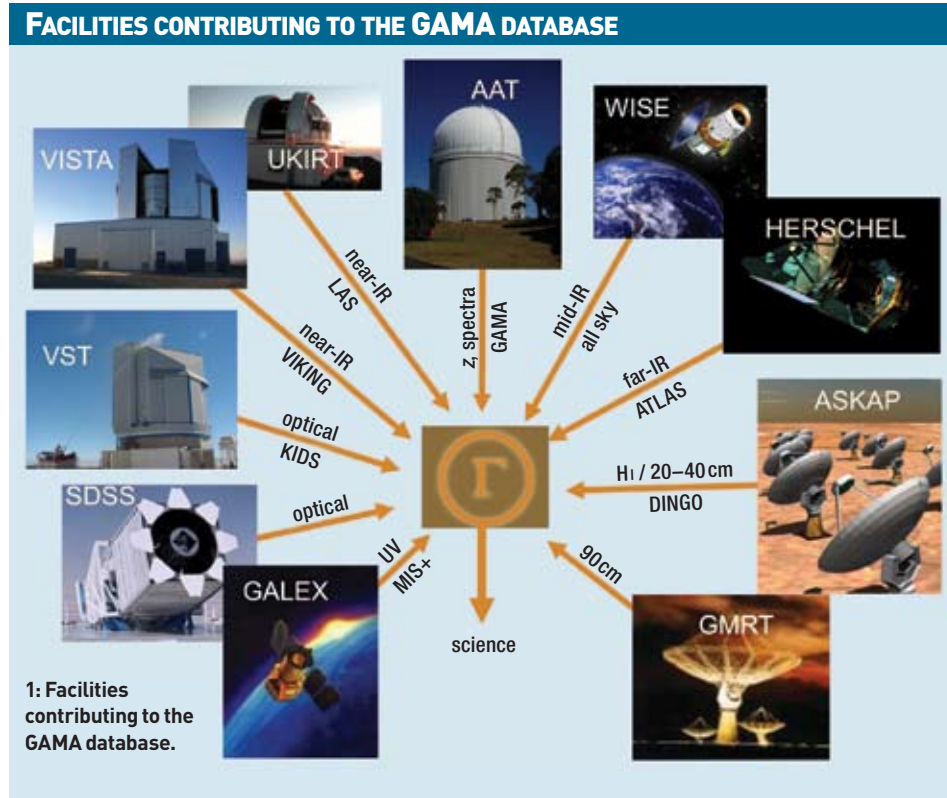 FACILITIES CONTRIBUTING TO THE GAMA DATABASE
AAT
WISE
UKIRT
VISTA
HERSCHEL
near-IR
LAS
z, spectra
GAMA
mid-IR
all sky
near-IR
VIKING
VST
far-IR
ATLAS
ASKAP
optical
KIDS
Γ
HI / 20–40 cm
DINGO
SDSS
optical
UV
MIS+
90cm
GALEX
GMRT
science
1: Facilities
contributing to the
GAMA database.